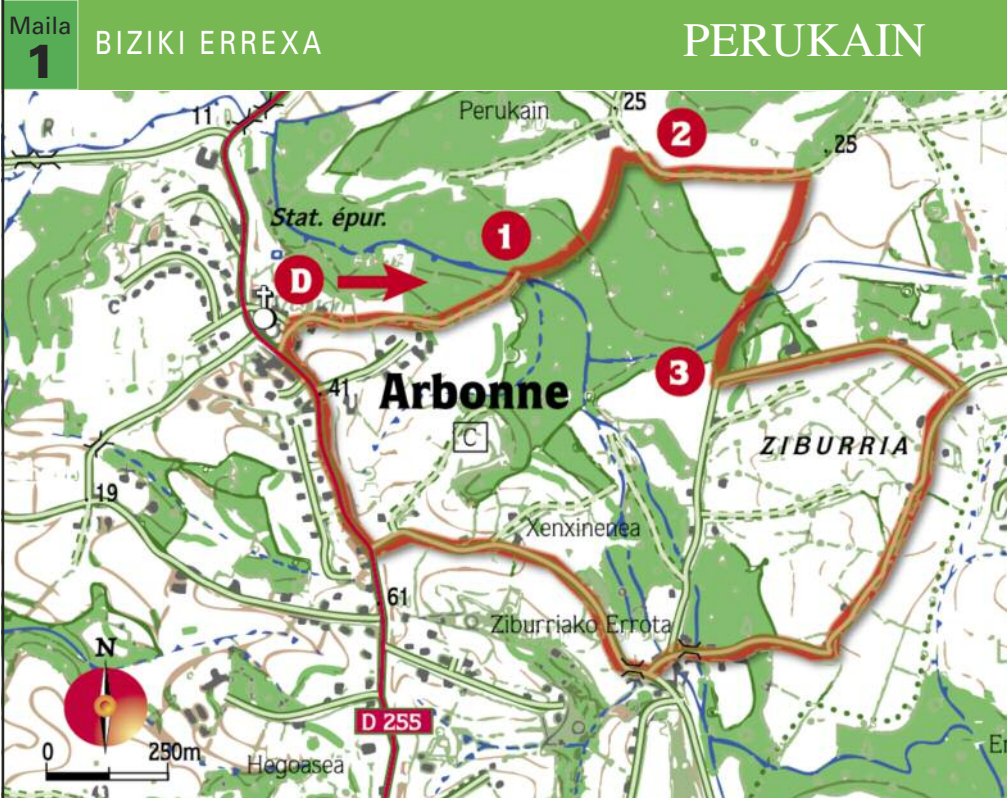 Maila
1
BIZIKI ERREXA
PERUKAIN
11
Perukain
25
2
25
Stat. épur.
1
D
3
41
Arbonne
C
ZIBURRIA
19
Xenxinenea
61
Ziburriako Errota
N
D 255
0
250m
Hegoasea
43